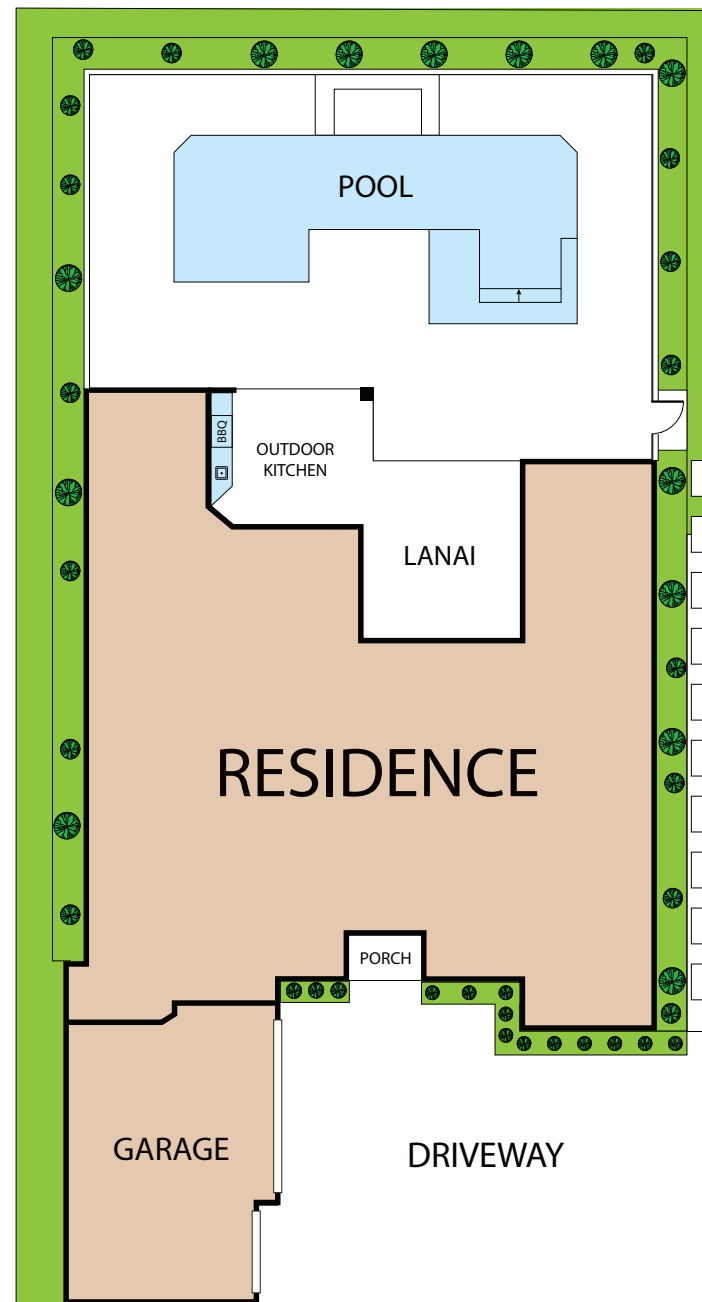 POOL
BBQ
OUTDOOR
KITCHEN
LANAI
RESIDENCE
PORCH
GARAGE
DRIVEWAY